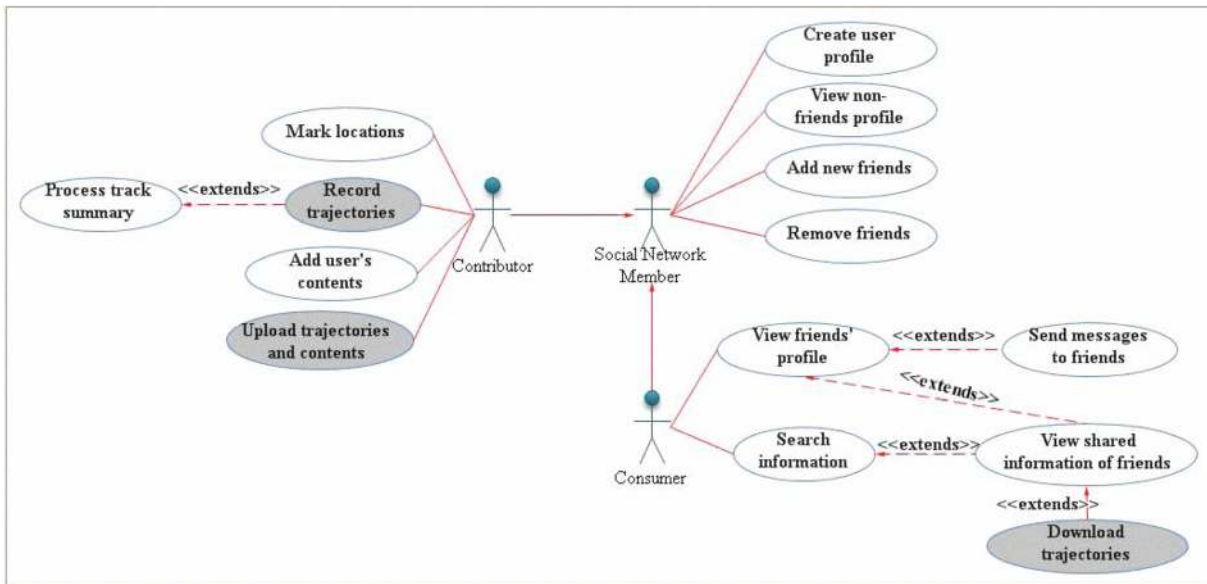 Create user
profile
View non-
friends profile
Add new friends
Remove friends
Mark locations
Process track
summary
<<extends>>
Record
trajectories
Add user's
contents
Upload trajectories
and contents
Contributor
Social Network
Member
View friends'
profile
<<extends>>
Send messages
to friends
<<extends>>
Search
information
<<extends>>
View shared
information of friends
Consumer
<<extends>>
Download
trajectories